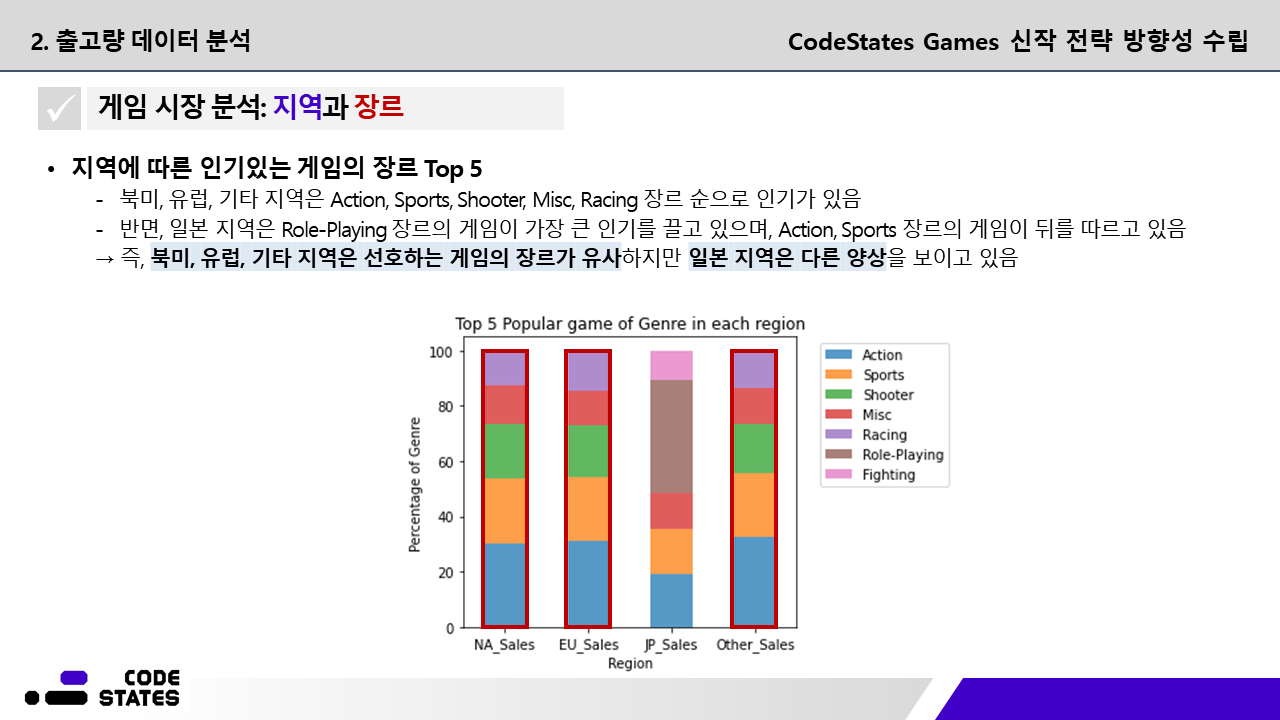 2. 출고량 데이터 분석
CodeStates Games 신작 전략 방향성 수립
게임 시장 분석: 지역과 장르
• 지역에 따른 인기있는 게임의 장르 Top 5
- 북미, 유럽, 기타 지역은 Action, Sports, Shooter, Misc, Racing 장르 순으로 인기가 있음
- 반면, 일본 지역은 Role-Playing 장르의 게임이 가장 큰 인기를 끌고 있으며, Action, Sports 장르의 게임이 뒤를 따르고 있음
→ 즉, 북미, 유럽, 기타 지역은 선호하는 게임의 장르가 유사하지만 일본 지역은 다른 양상을 보이고 있음
Top 5 Popular game of Genre in each region
Percentage of Genre
100
80
60
40
20
0
NA_Sales
EU_Sales
JP_Sales
Other_Sales
Region
Action
Sports
Shooter
Misc
Racing
Role-Playing
Fighting
CODE
STATES